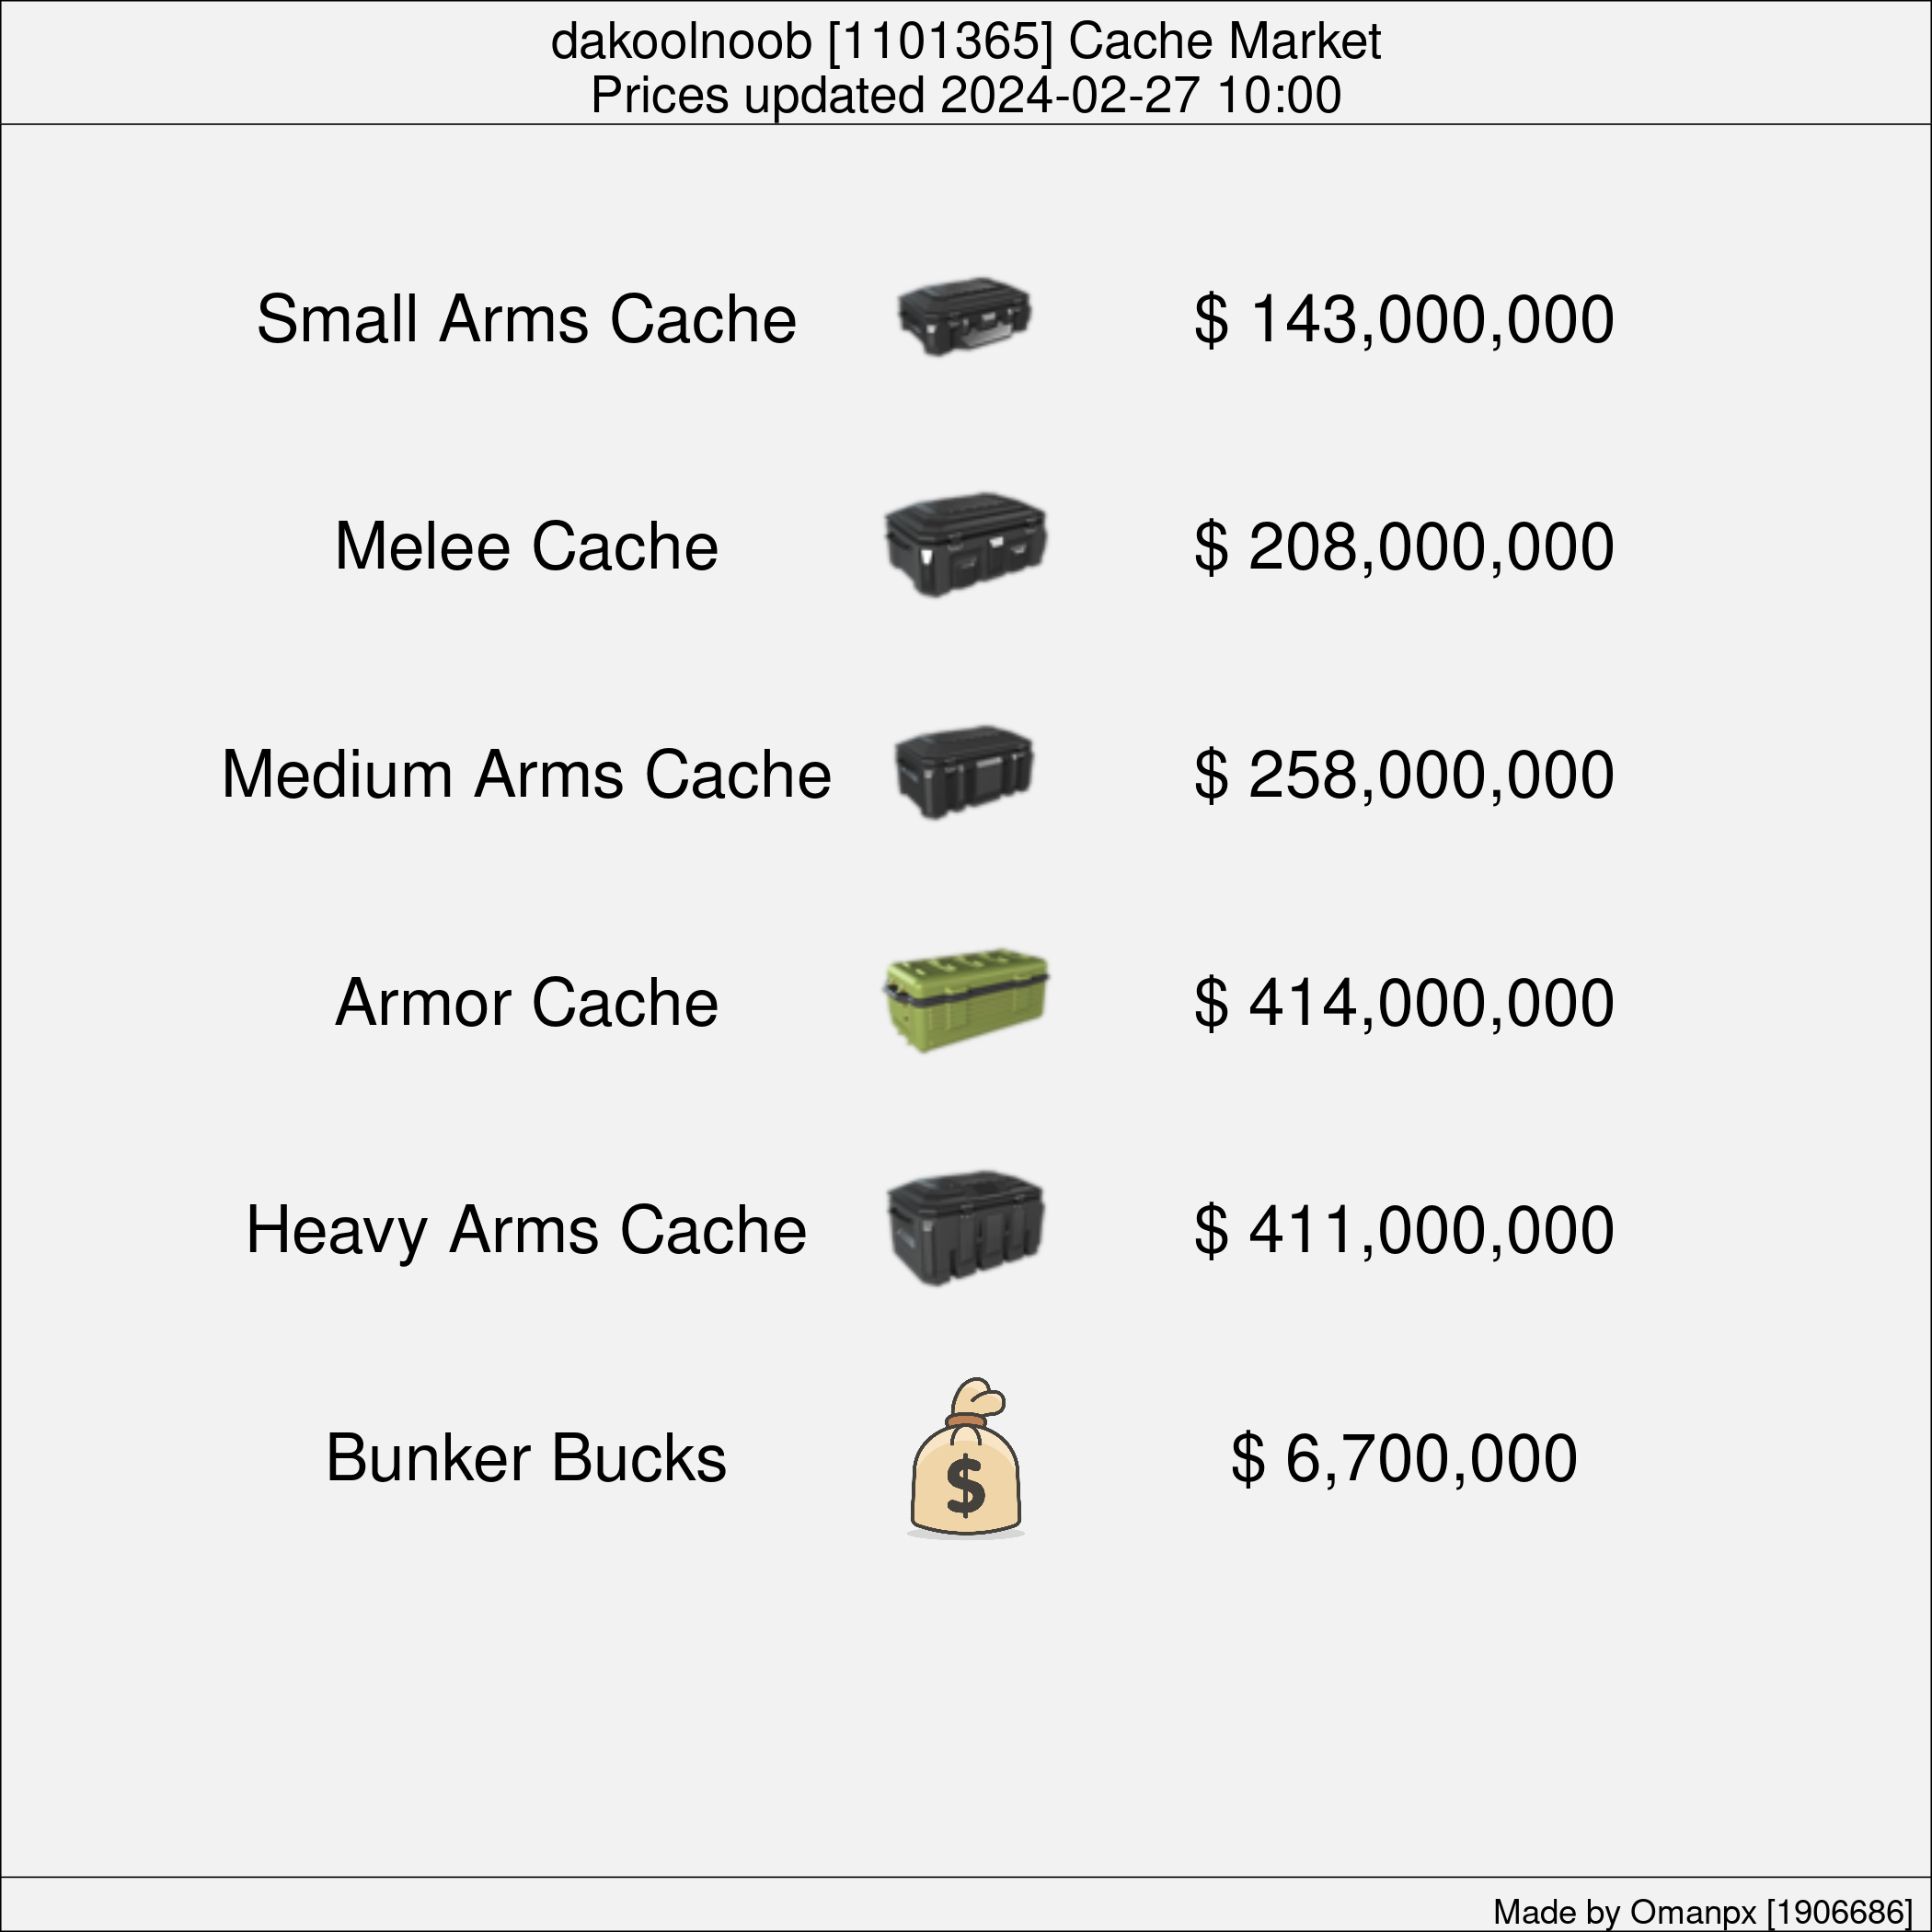 dakoolnoob [1101365] Cache Market
Prices updated 2024-02-27 10:00
Small Arms Cache $ 143,000,000
Melee Cache $ 208,000,000
Medium Arms Cache $ 258,000,000
Armor Cache $ 414,000,000
Heavy Arms Cache $ 411,000,000
Bunker Bucks $ $ 6,700,000
Made by Omanpx [1906686]